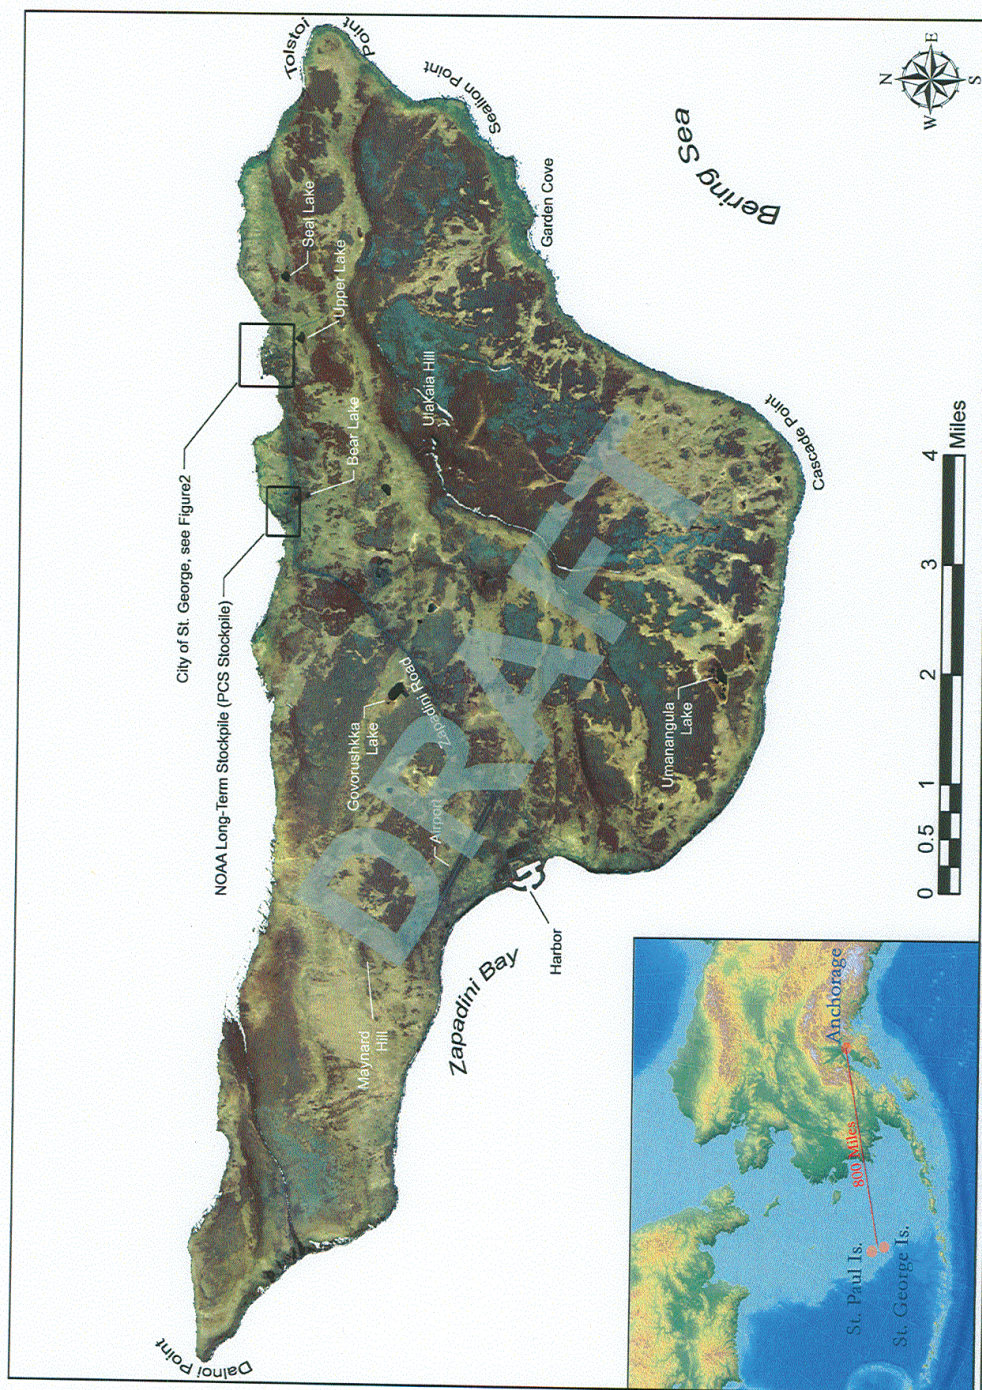 Dalnoi Point
Tolstoi
Point
Sealion Point
Garden Cove
Cascade Point
Bering Sea
N
E
S
W
City of St. George, see Figure2
NOAA Long-Term Stockpile (PCS Stockpile)
Seal Lake
Upper Lake
Bear Lake
Ulakaia Hill
Govorushkka
Lake
Zapadini Road
Airport
Maynard
Hill
Umanangula
Lake
Zapadini Bay
Harbor
DRAFT
0
0.5
1
2
3
4
Miles
St. Paul Is.
St. George Is.
800 Miles
Anchorage